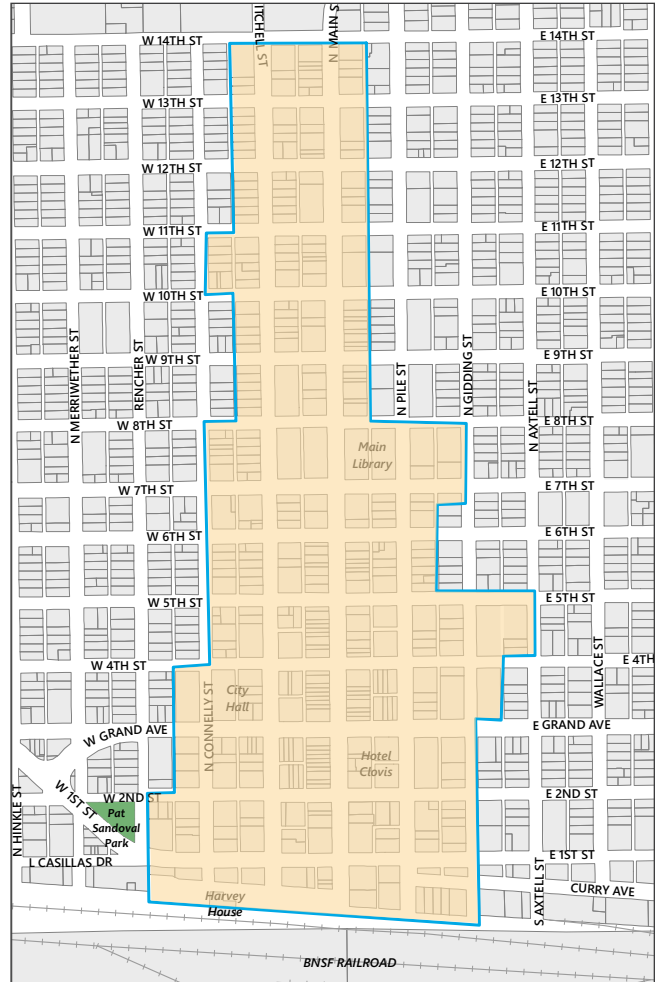 ITCHELL ST
N MAIN S
W 14TH ST
E 14TH ST
W 13TH ST
E 13TH ST
W 12TH ST
E 12TH ST
W 11TH ST
E 11TH ST
W 10TH ST
E 10TH ST
N MERRIWETHER ST
RENCHER ST
W 9TH ST
N PILE ST
N GIDDING ST
E 9TH ST
N AXTELL ST
W 8TH ST
E 8TH ST
Main
Library
W 7TH ST
E 7TH ST
W 6TH ST
E 6TH ST
W 5TH ST
E 5TH ST
W 4TH ST
WALLACE ST
E 4TH
N CONNELLY ST
City
Hall
W GRAND AVE
E GRAND AVE
Hotel
Clovis
N HINKLE ST
W 1ST ST
W 2ND ST
E 2ND ST
Pat
Sandoval
Park
L CASILLAS DR
E 1ST ST
S AXTELL ST
CURRY AVE
Harvey
House
BNSF RAILROAD